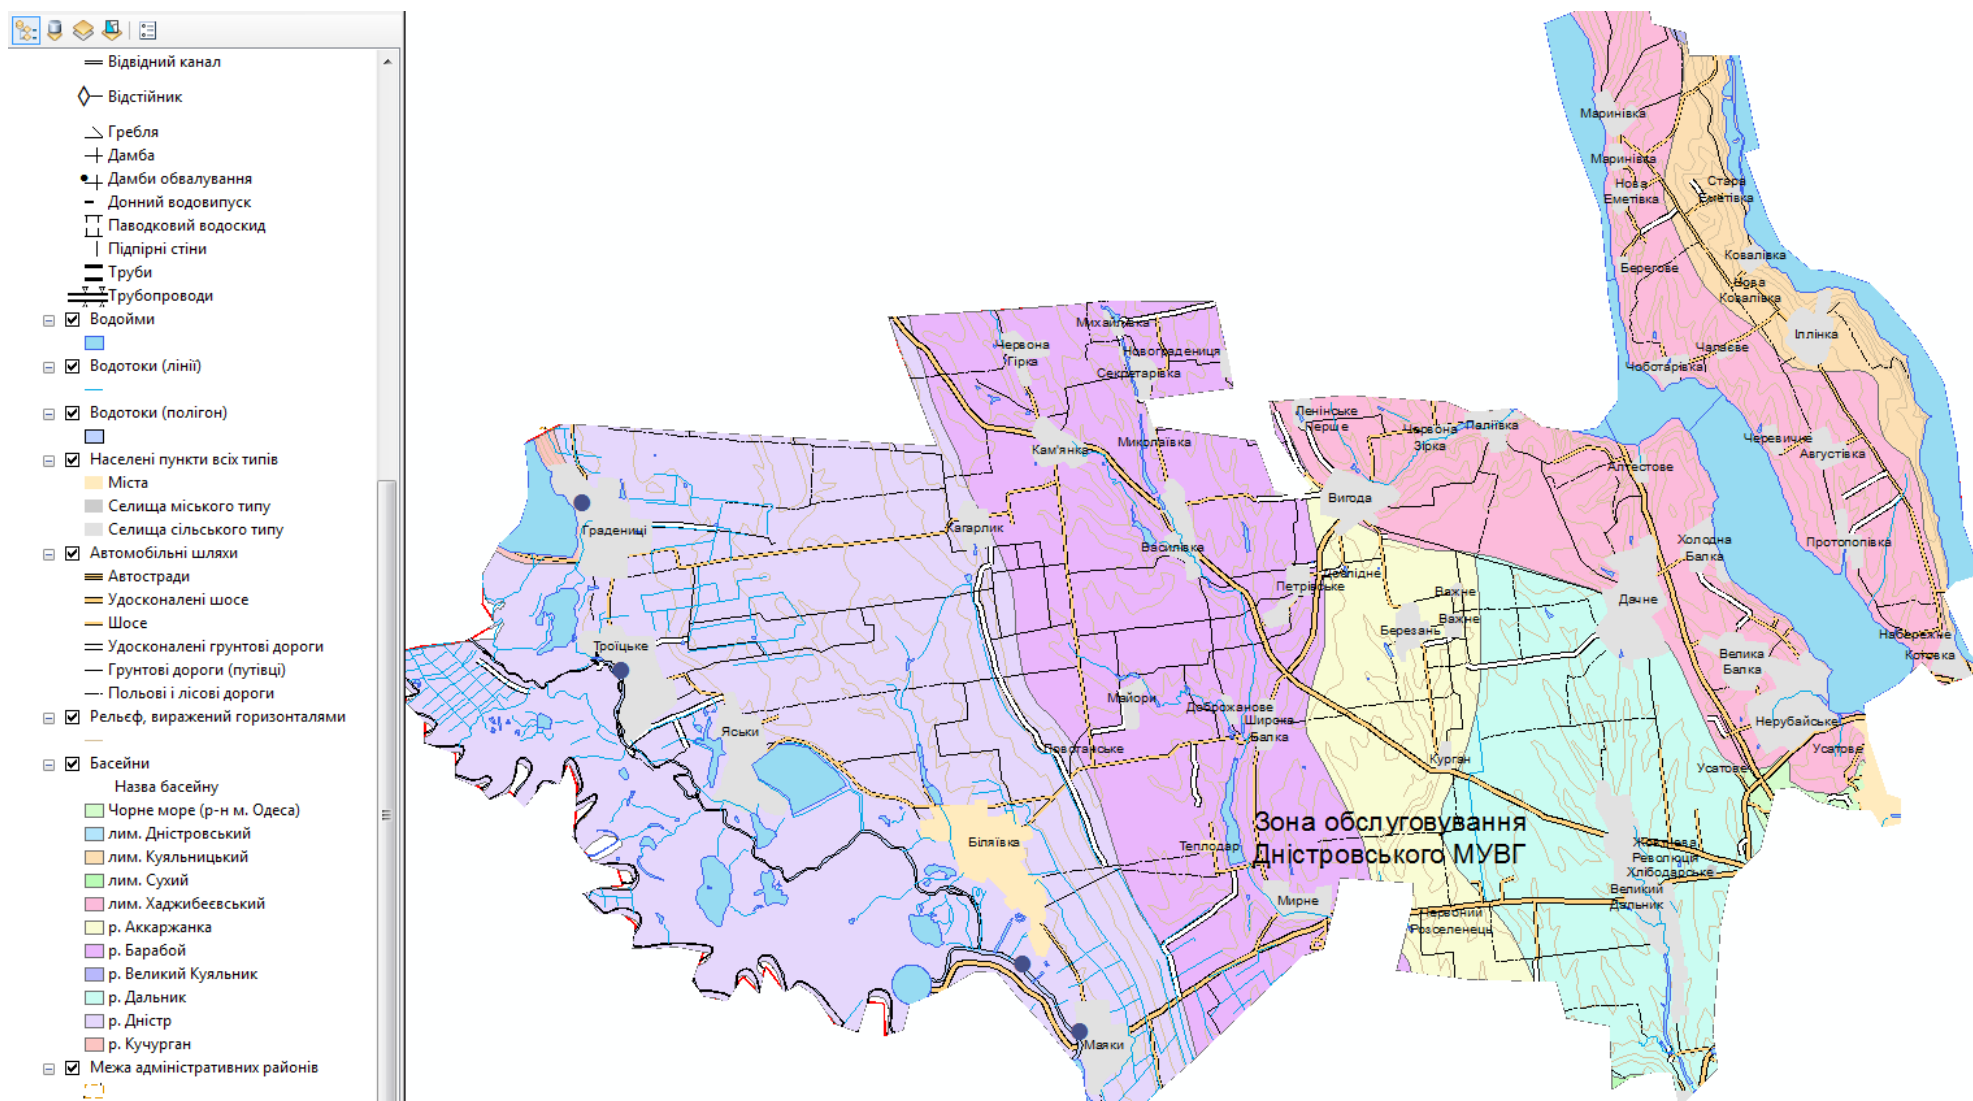 Відвідний канал
Відстійник
Гребля
Дамба
Дамби обвалування
Донний водовипуск
Паводковий водоскид
Підпірні стіни
Труби
Трубопроводи
Водойми
Водотоки (лінії)
Водотоки (полігон)
Населені пункти всіх типів
Міста
Селища міського типу
Селища сільського типу
Автомобільні шляхи
Автостради
Удосконалені шосе
Шосе
Удосконалені грунтові дороги
Грунтові дороги (путівці)
Польові і лісові дороги
Рельєф, виражений горизонталями
Басейни
Назва басейну
Чорне море (р-н м. Одеса)
лим. Дністровський
лим. Куяльницький
лим. Сухий
лим. Хаджибеєвський
р. Аккаржанка
р. Барабой
р. Великий Куяльник
р. Дальник
р. Дністр
р. Кучурган
Межа адміністративних районів
Маринівка
Маринівка
Нова
Еметівка
Стара
Еметівка
Берегове
Ковалівка
Нова
Ковалівка
Іллінка
Чапаєве
Чоботарівка
Михайлівка
Червона
Гірка
Новоградениця
Секретарівка
Ленінське
Перше
Червона
Зірка
Паліївка
Миколаївка
Кам'янка
Черевичне
Августівка
Алтестове
Вигода
Градениці
Кагарлик
Василівка
Холодна
Балка
Протопопівка
Дослідне
Петрівське
Важне
Важне
Березань
Дачне
Набережне
Котовка
Троїцьке
Велика
Балка
Майори
Доброжанове
Широка
Балка
Нерубайське
Яськи
Повстанське
Усатове
Курган
Усатове
Зона обслуговування
Дністровського МУВГ
Біляївка
Теплодар
Жовтнева
Революція
Хлібодарське
Великий
Дальник
Мирне
Первоний
Розселенець
Маяки